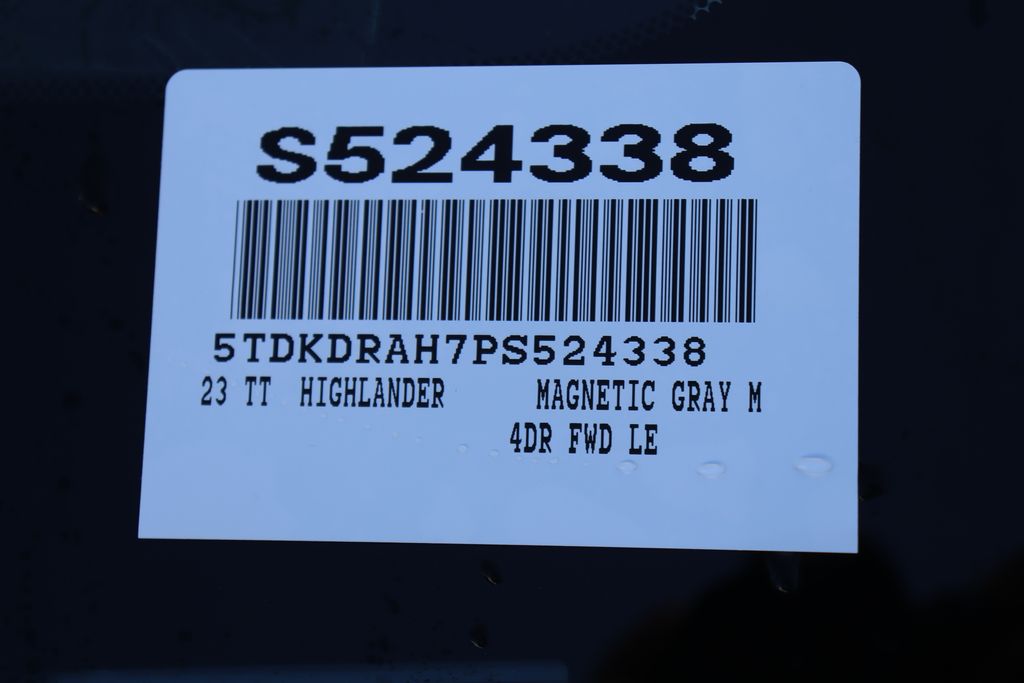 S524338
5TDKDRAH7PS524338
23 TT HIGHLANDER MAGNETIC GRAY M
4DR FWD LE